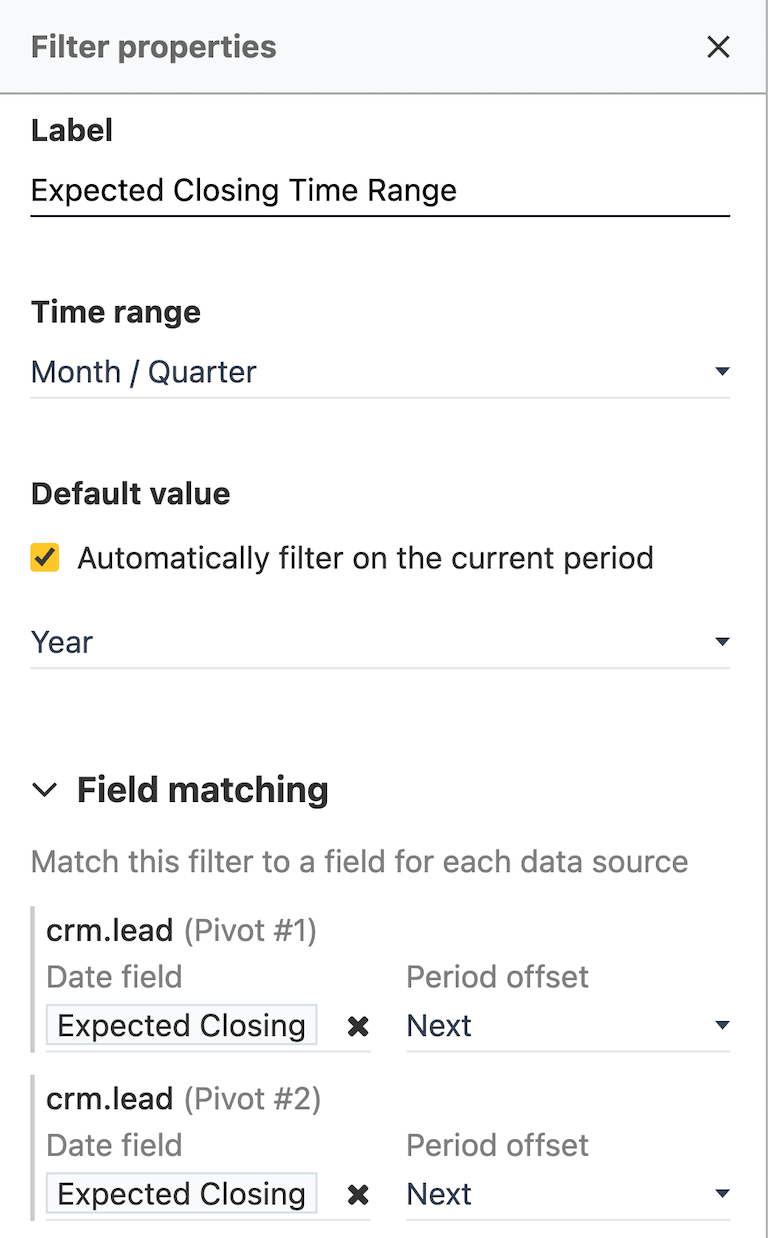 Filter properties
Label
Expected Closing Time Range
Time range
Month / Quarter
Default value
Automatically filter on the current period
Year
Field matching
Match this filter to a field for each data source
crm.lead (Pivot #1)
Date field Period offset
Expected Closing Next
crm.lead (Pivot #2)
Date field Period offset
Expected Closing Next